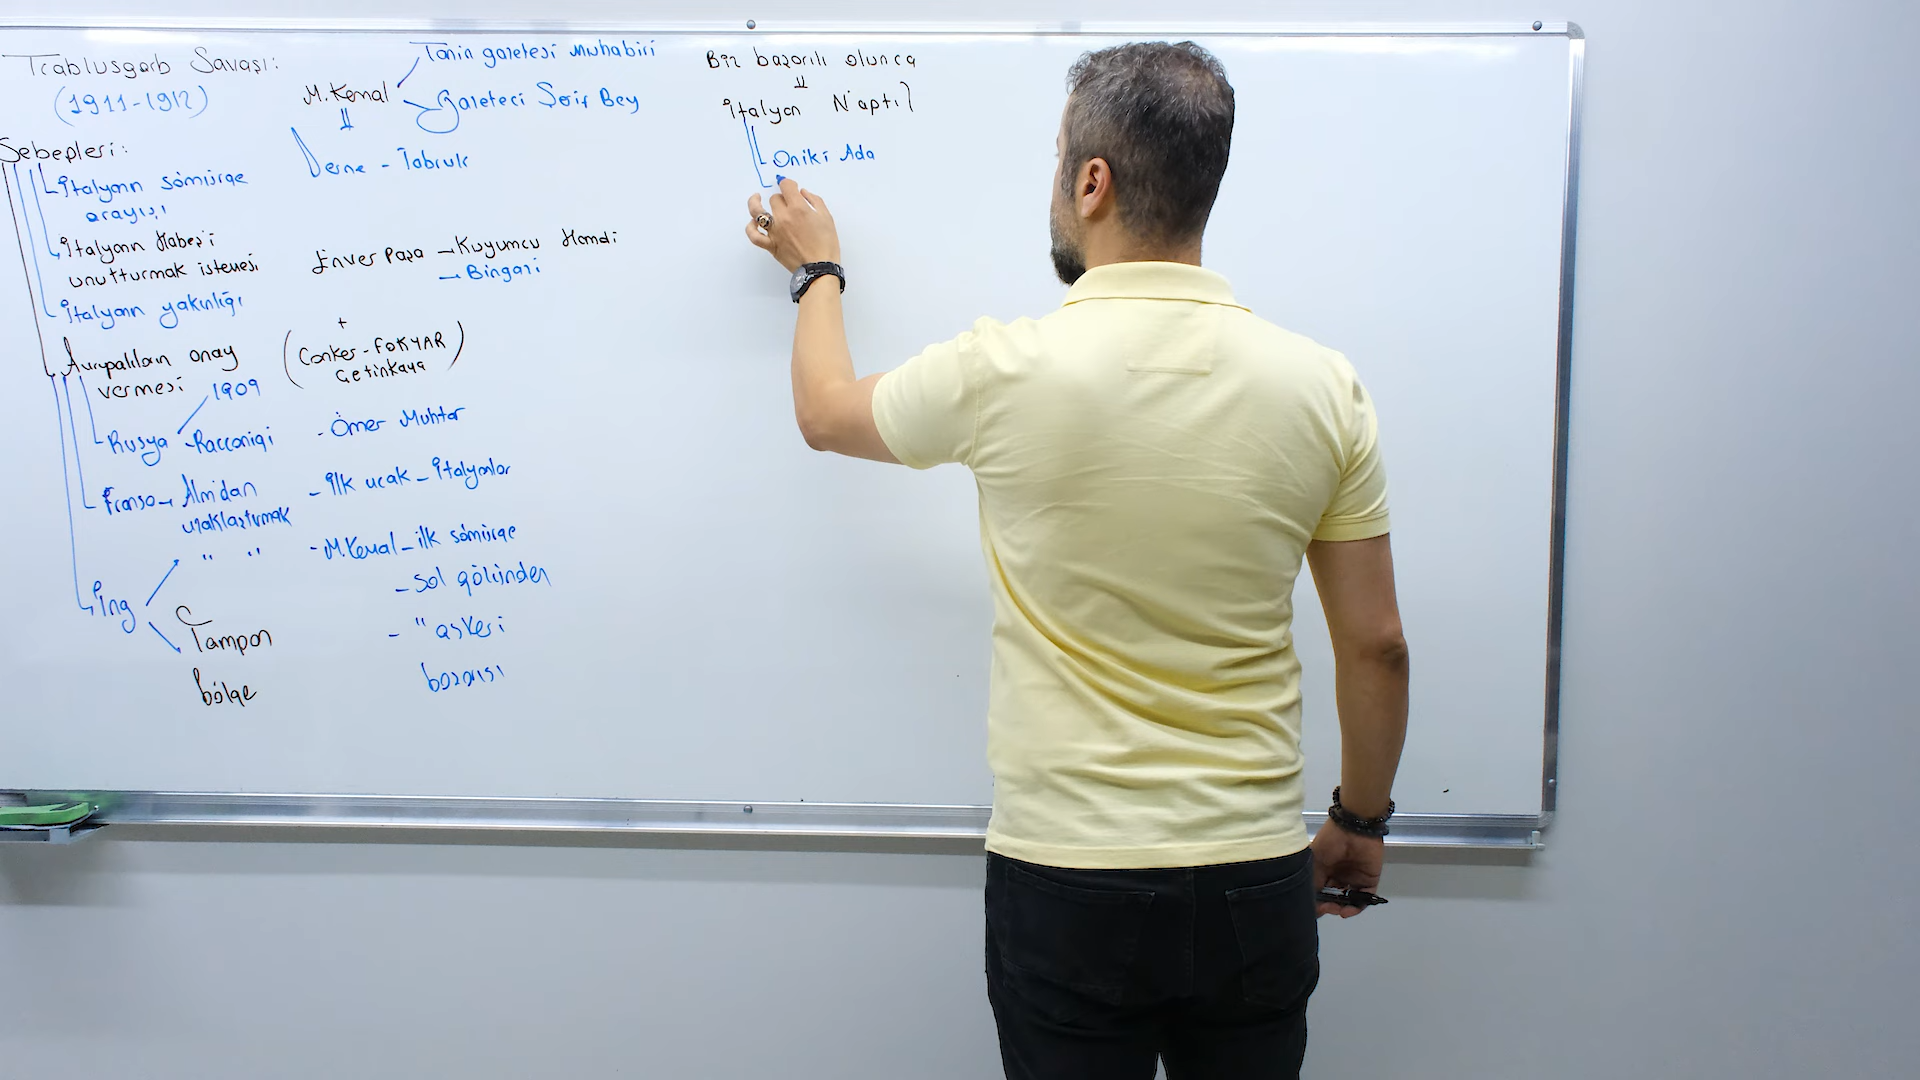 Trablusgarb Savaşı:
(1911-1912)
Sebepleri:
İtalyanın sömürge
arayışı
İtalyanın Habeşi
unutturmak istemesi
İtalyanın yakınlığı
Avrupalıların onay
vermesi
1909
Rusya - Racconigi
Fransa → Alm'dan
uzaklaştırmak
" "
İng
Tampon
bölge
Tanin gazetesi muhabiri
M. Kemal
Gazeteci Şerif Bey
Derne - Tobruk
Enver Paşa → Kuyumcu Hamdi
→ Bingazi
+
(Conker - FOKYAR)
Çetinkaya
- Ömer Muhtar
- İlk uçak - İtalyanlar
- M. Kemal - ilk sömürge
- Sol gözünden
- " askeri
başarısı
Biz başarılı olunca
İtalyan N'aptı?
Oniki Ada